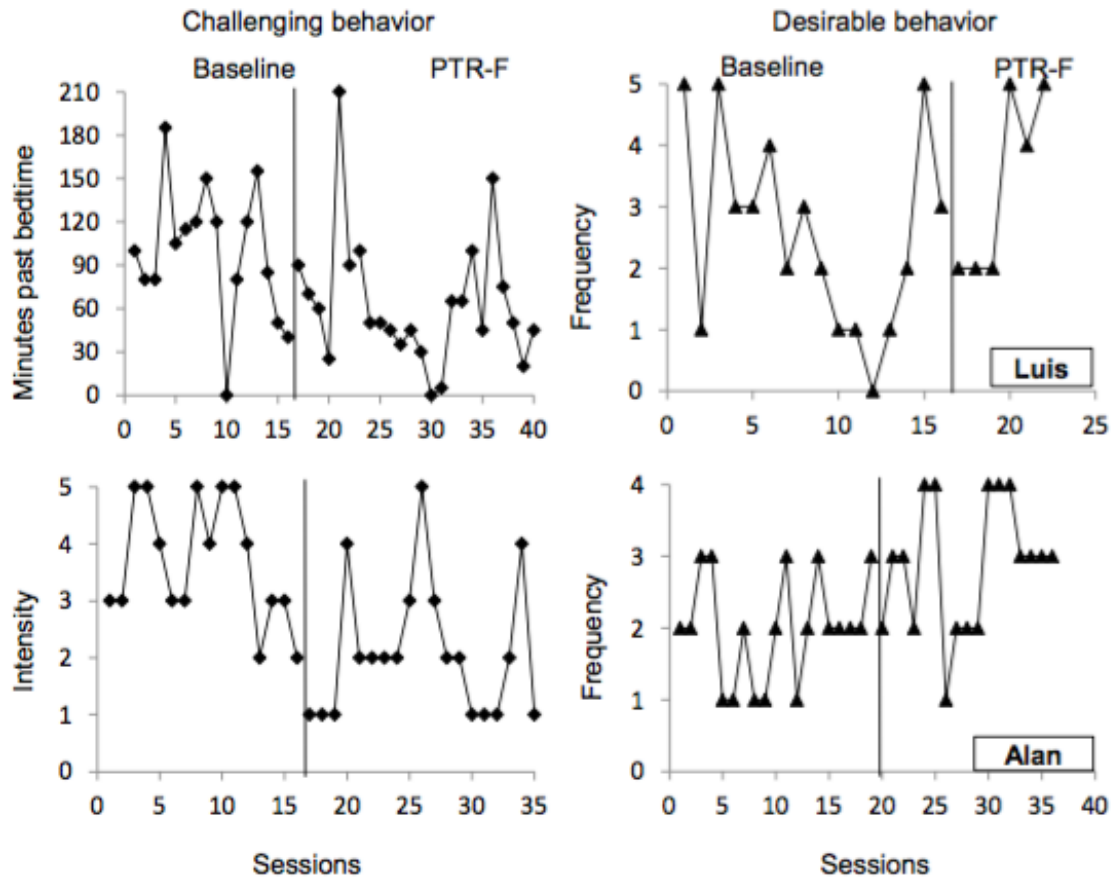 Challenging behavior
Desirable behavior
Baseline PTR-F
Baseline PTR-F
Minutes past bedtime
210
180
150
120
90
60
30
0
0 5 10 15 20 25 30 35 40
Frequency
5
4
3
2
1
0
Luis
0 5 10 15 20 25
Intensity
5
4
3
2
1
0
0 5 10 15 20 25 30 35
Sessions
Frequency
4
3
2
1
0
Alan
0 5 10 15 20 25 30 35 40
Sessions